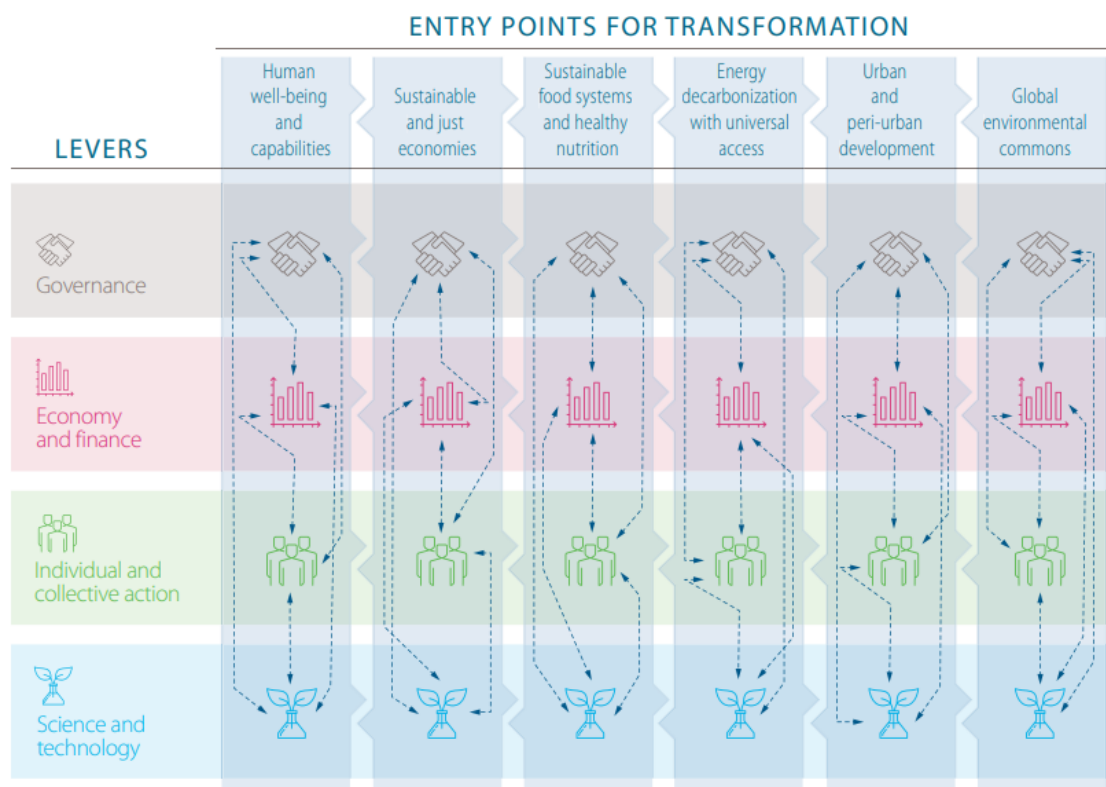 ENTRY POINTS FOR TRANSFORMATION
LEVERS
Human
well-being
and
capabilities
Sustainable
and just
economies
Sustainable
food systems
and healthy
nutrition
Energy
decarbonization
with universal
access
Urban
and
peri-urban
development
Global
environmental
commons
Governance
Economy
and finance
Individual and
collective action
Science and
technology